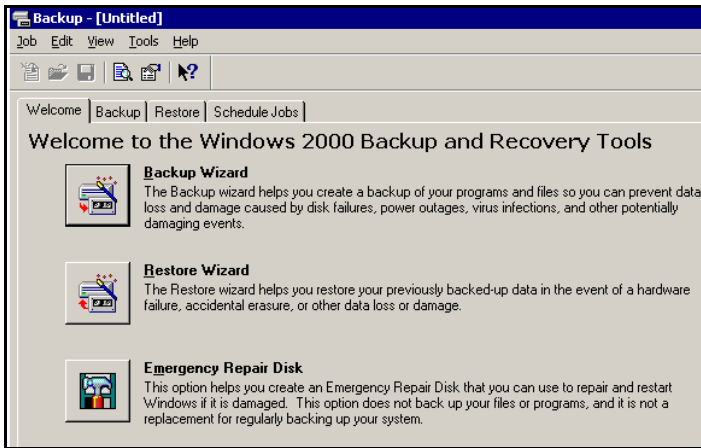 Backup - [Untitled]
Job Edit View Tools Help
Welcome Backup Restore Schedule Jobs
Welcome to the Windows 2000 Backup and Recovery Tools
Backup Wizard
The Backup wizard helps you create a backup of your programs and files so you can prevent data
loss and damage caused by disk failures, power outages, virus infections, and other potentially
damaging events.
Restore Wizard
The Restore wizard helps you restore your previously backed-up data in the event of a hardware
failure, accidental erasure, or other data loss or damage.
Emergency Repair Disk
This option helps you create an Emergency Repair Disk that you can use to repair and restart
Windows if it is damaged. This option does not back up your files or programs, and it is not a
replacement for regularly backing up your system.